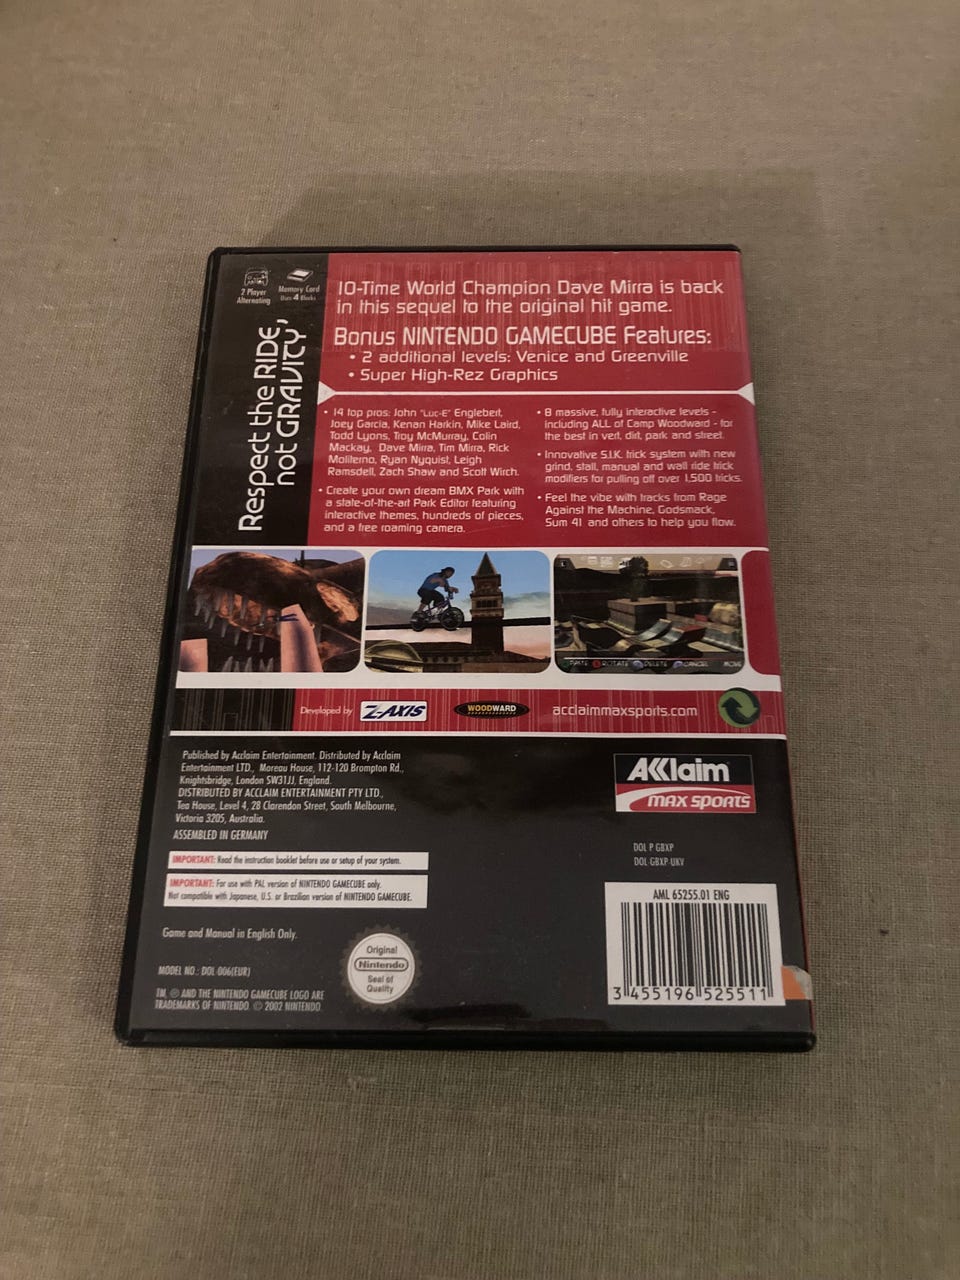 2 Player
Alternating
Memory Card
Uses 4 Blocks
Respect the RIDE,
not GRAVITY
10-Time World Champion Dave Mirra is back
in this sequel to the original hit game.
Bonus NINTENDO GAMECUBE Features:
• 2 additional levels: Venice and Greenville
• Super High-Rez Graphics
• 14 top pros: John "Luc-E" Englebert,
Joey Garcia, Kenan Harkin, Mike Laird,
Todd Lyons, Troy McMurray, Colin
Mackay, Dave Mirra, Tim Mirra, Rick
Moliterno, Ryan Nyquist, Leigh
Ramsdell, Zach Shaw and Scott Wirch.
• Create your own dream BMX Park with
a state-of-the-art Park Editor featuring
interactive themes, hundreds of pieces,
and a free roaming camera.
• 8 massive, fully interactive levels -
including ALL of Camp Woodward - for
the best in vert, dirt, park and street.
• Innovative S.I.K. trick system with new
grind, stall, manual and wall ride trick
modifiers for pulling off over 1,500 tricks.
• Feel the vibe with tracks from Rage
Against the Machine, Godsmack,
Sum 41 and others to help you flow.
PASTE ROTATE DELETE CANCEL MOVE
Developed by Z-AXIS WOODWARD acclaimmaxsports.com
Published by Acclaim Entertainment. Distributed by Acclaim
Entertainment LTD., Moreau House, 112-120 Brompton Rd.,
Knightsbridge, London SW31JJ, England.
DISTRIBUTED BY ACCLAIM ENTERTAINMENT PTY LTD.,
Tea House, Level 4, 28 Clarendon Street, South Melbourne,
Victoria 3205, Australia.
ASSEMBLED IN GERMANY
AKKlaim
MAX SPORTS
DOL P GBXP
DOL-GBXP-UKV
IMPORTANT: Read the instruction booklet before use or setup of your system.
IMPORTANT: For use with PAL version of NINTENDO GAMECUBE only.
Not compatible with Japanese, U.S. or Brazilian version of NINTENDO GAMECUBE.
Game and Manual in English Only.
MODEL NO.: DOL-006(EUR)
TM, ® AND THE NINTENDO GAMECUBE LOGO ARE
TRADEMARKS OF NINTENDO. © 2002 NINTENDO.
Original
Nintendo
Seal of
Quality
AML 65255.01 ENG
3 455196 525511